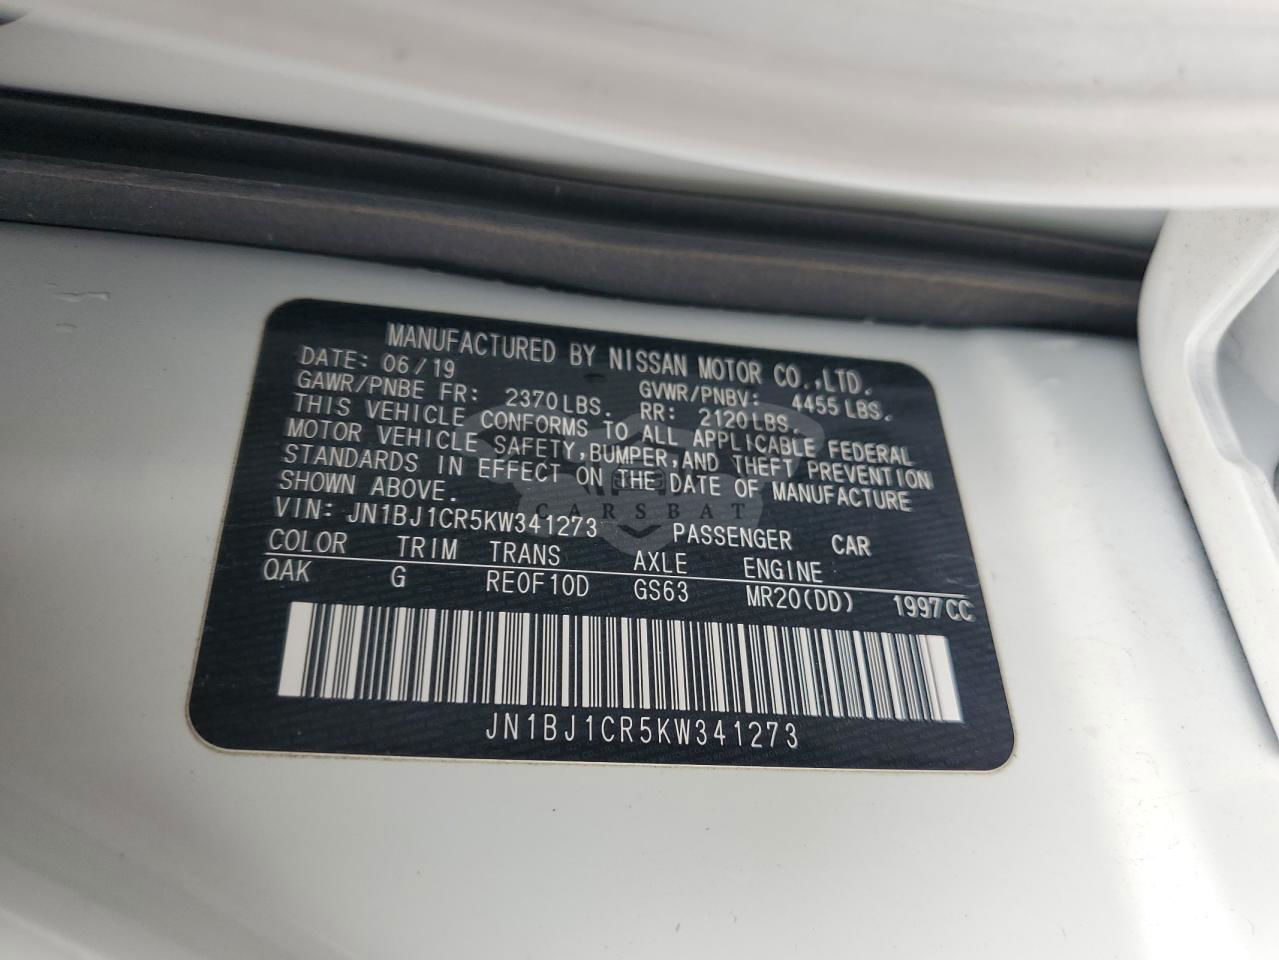 MANUFACTURED BY NISSAN MOTOR CO.,LTD.
DATE: 06/19
GAWR/PNBE FR: 2370LBS. GVWR/PNBV: 4455 LBS.
RR: 2120LBS.
THIS VEHICLE CONFORMS TO ALL APPLICABLE FEDERAL
MOTOR VEHICLE SAFETY,BUMPER,AND THEFT PREVENTION
STANDARDS IN EFFECT ON THE DATE OF MANUFACTURE
SHOWN ABOVE.
CARSBAT
VIN: JN1BJ1CR5KW341273 PASSENGER CAR
COLOR TRIM TRANS AXLE ENGINE
QAK G RE0F10D GS63 MR20(DD) 1997CC
JN1BJ1CR5KW341273